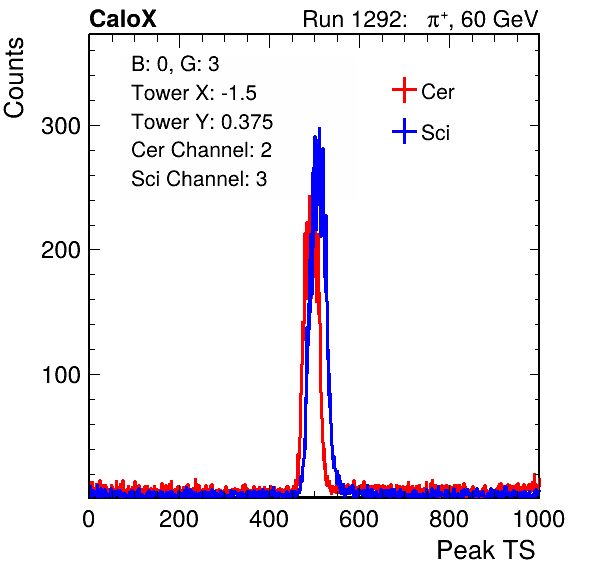 CaloX Run 1292: π⁺, 60 GeV
Counts
B: 0, G: 3
Tower X: -1.5
Tower Y: 0.375
Cer Channel: 2
Sci Channel: 3
Cer
Sci
300
200
100
0 200 400 600 800 1000
Peak TS